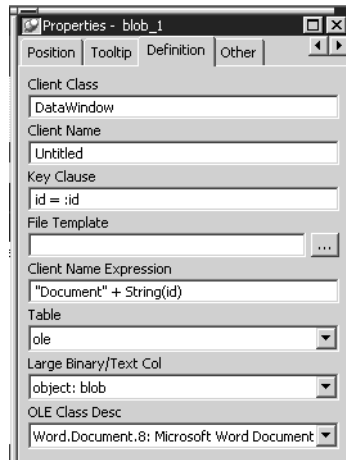 Properties - blob_1
Position Tooltip Definition Other
Client Class
DataWindow
Client Name
Untitled
Key Clause
id = :id
File Template
...
Client Name Expression
"Document" + String(id)
Table
ole
Large Binary/Text Col
object: blob
OLE Class Desc
Word.Document.8: Microsoft Word Document